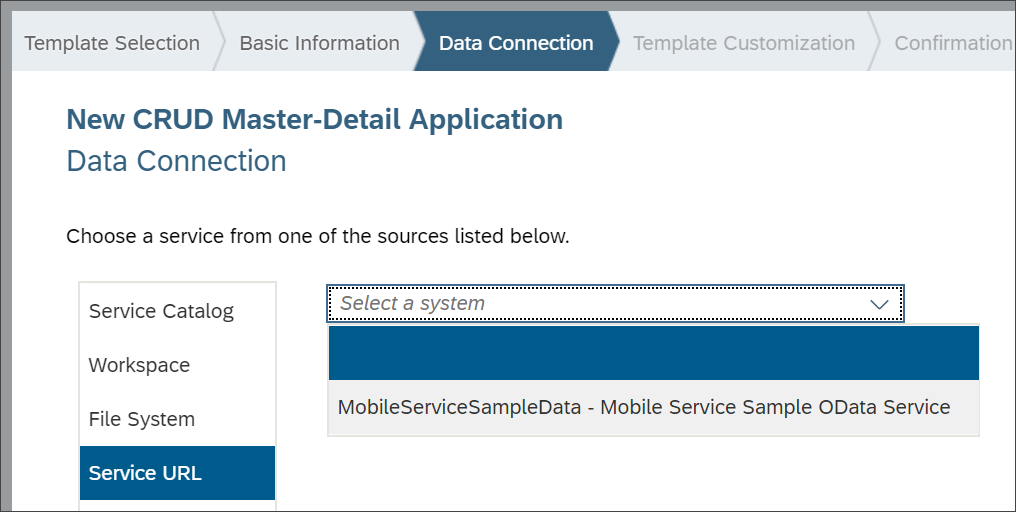 Template Selection Basic Information Data Connection Template Customization Confirmation
New CRUD Master-Detail Application
Data Connection
Choose a service from one of the sources listed below.
Service Catalog
Workspace
File System
Service URL
Select a system
MobileServiceSampleData - Mobile Service Sample OData Service